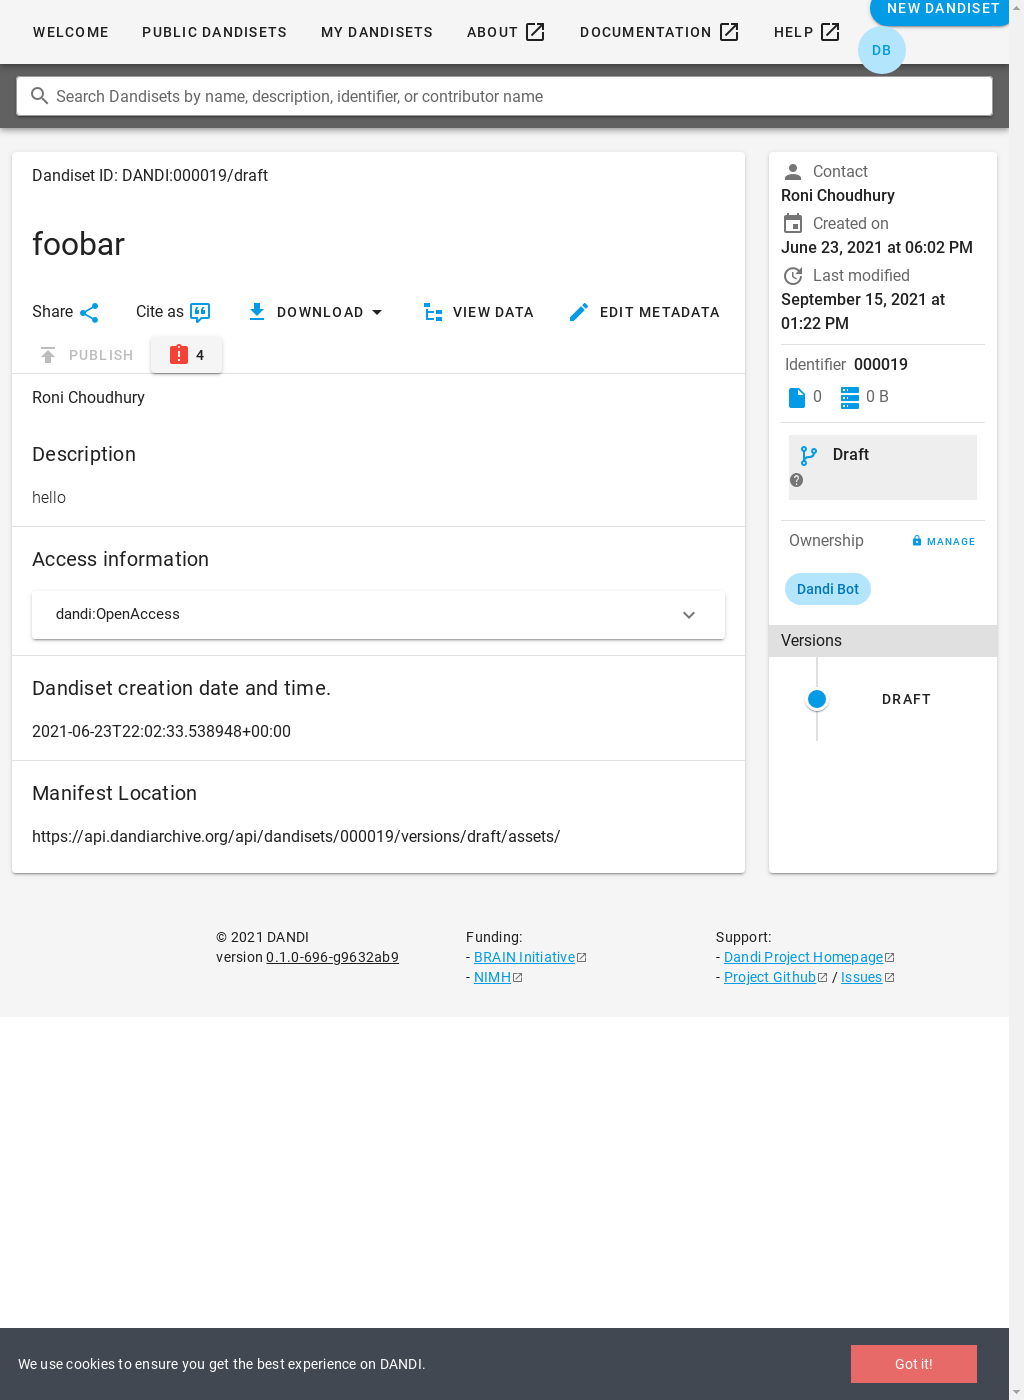 WELCOME
PUBLIC DANDISETS
MY DANDISETS
ABOUT
DOCUMENTATION
HELP
NEW DANDISET
DB
Search Dandisets by name, description, identifier, or contributor name
Dandiset ID: DANDI:000019/draft
foobar
Share
Cite as
DOWNLOAD
VIEW DATA
EDIT METADATA
PUBLISH
4
Roni Choudhury
Description
hello
Access information
dandi:OpenAccess
Dandiset creation date and time.
2021-06-23T22:02:33.538948+00:00
Manifest Location
https://api.dandiarchive.org/api/dandisets/000019/versions/draft/assets/
Contact
Roni Choudhury
Created on
June 23, 2021 at 06:02 PM
Last modified
September 15, 2021 at
01:22 PM
Identifier 000019
0
0 B
Draft
Ownership
MANAGE
Dandi Bot
Versions
DRAFT
© 2021 DANDI
version 0.1.0-696-g9632ab9
Funding:
- BRAIN Initiative
- NIMH
Support:
- Dandi Project Homepage
- Project Github / Issues
We use cookies to ensure you get the best experience on DANDI.
Got it!